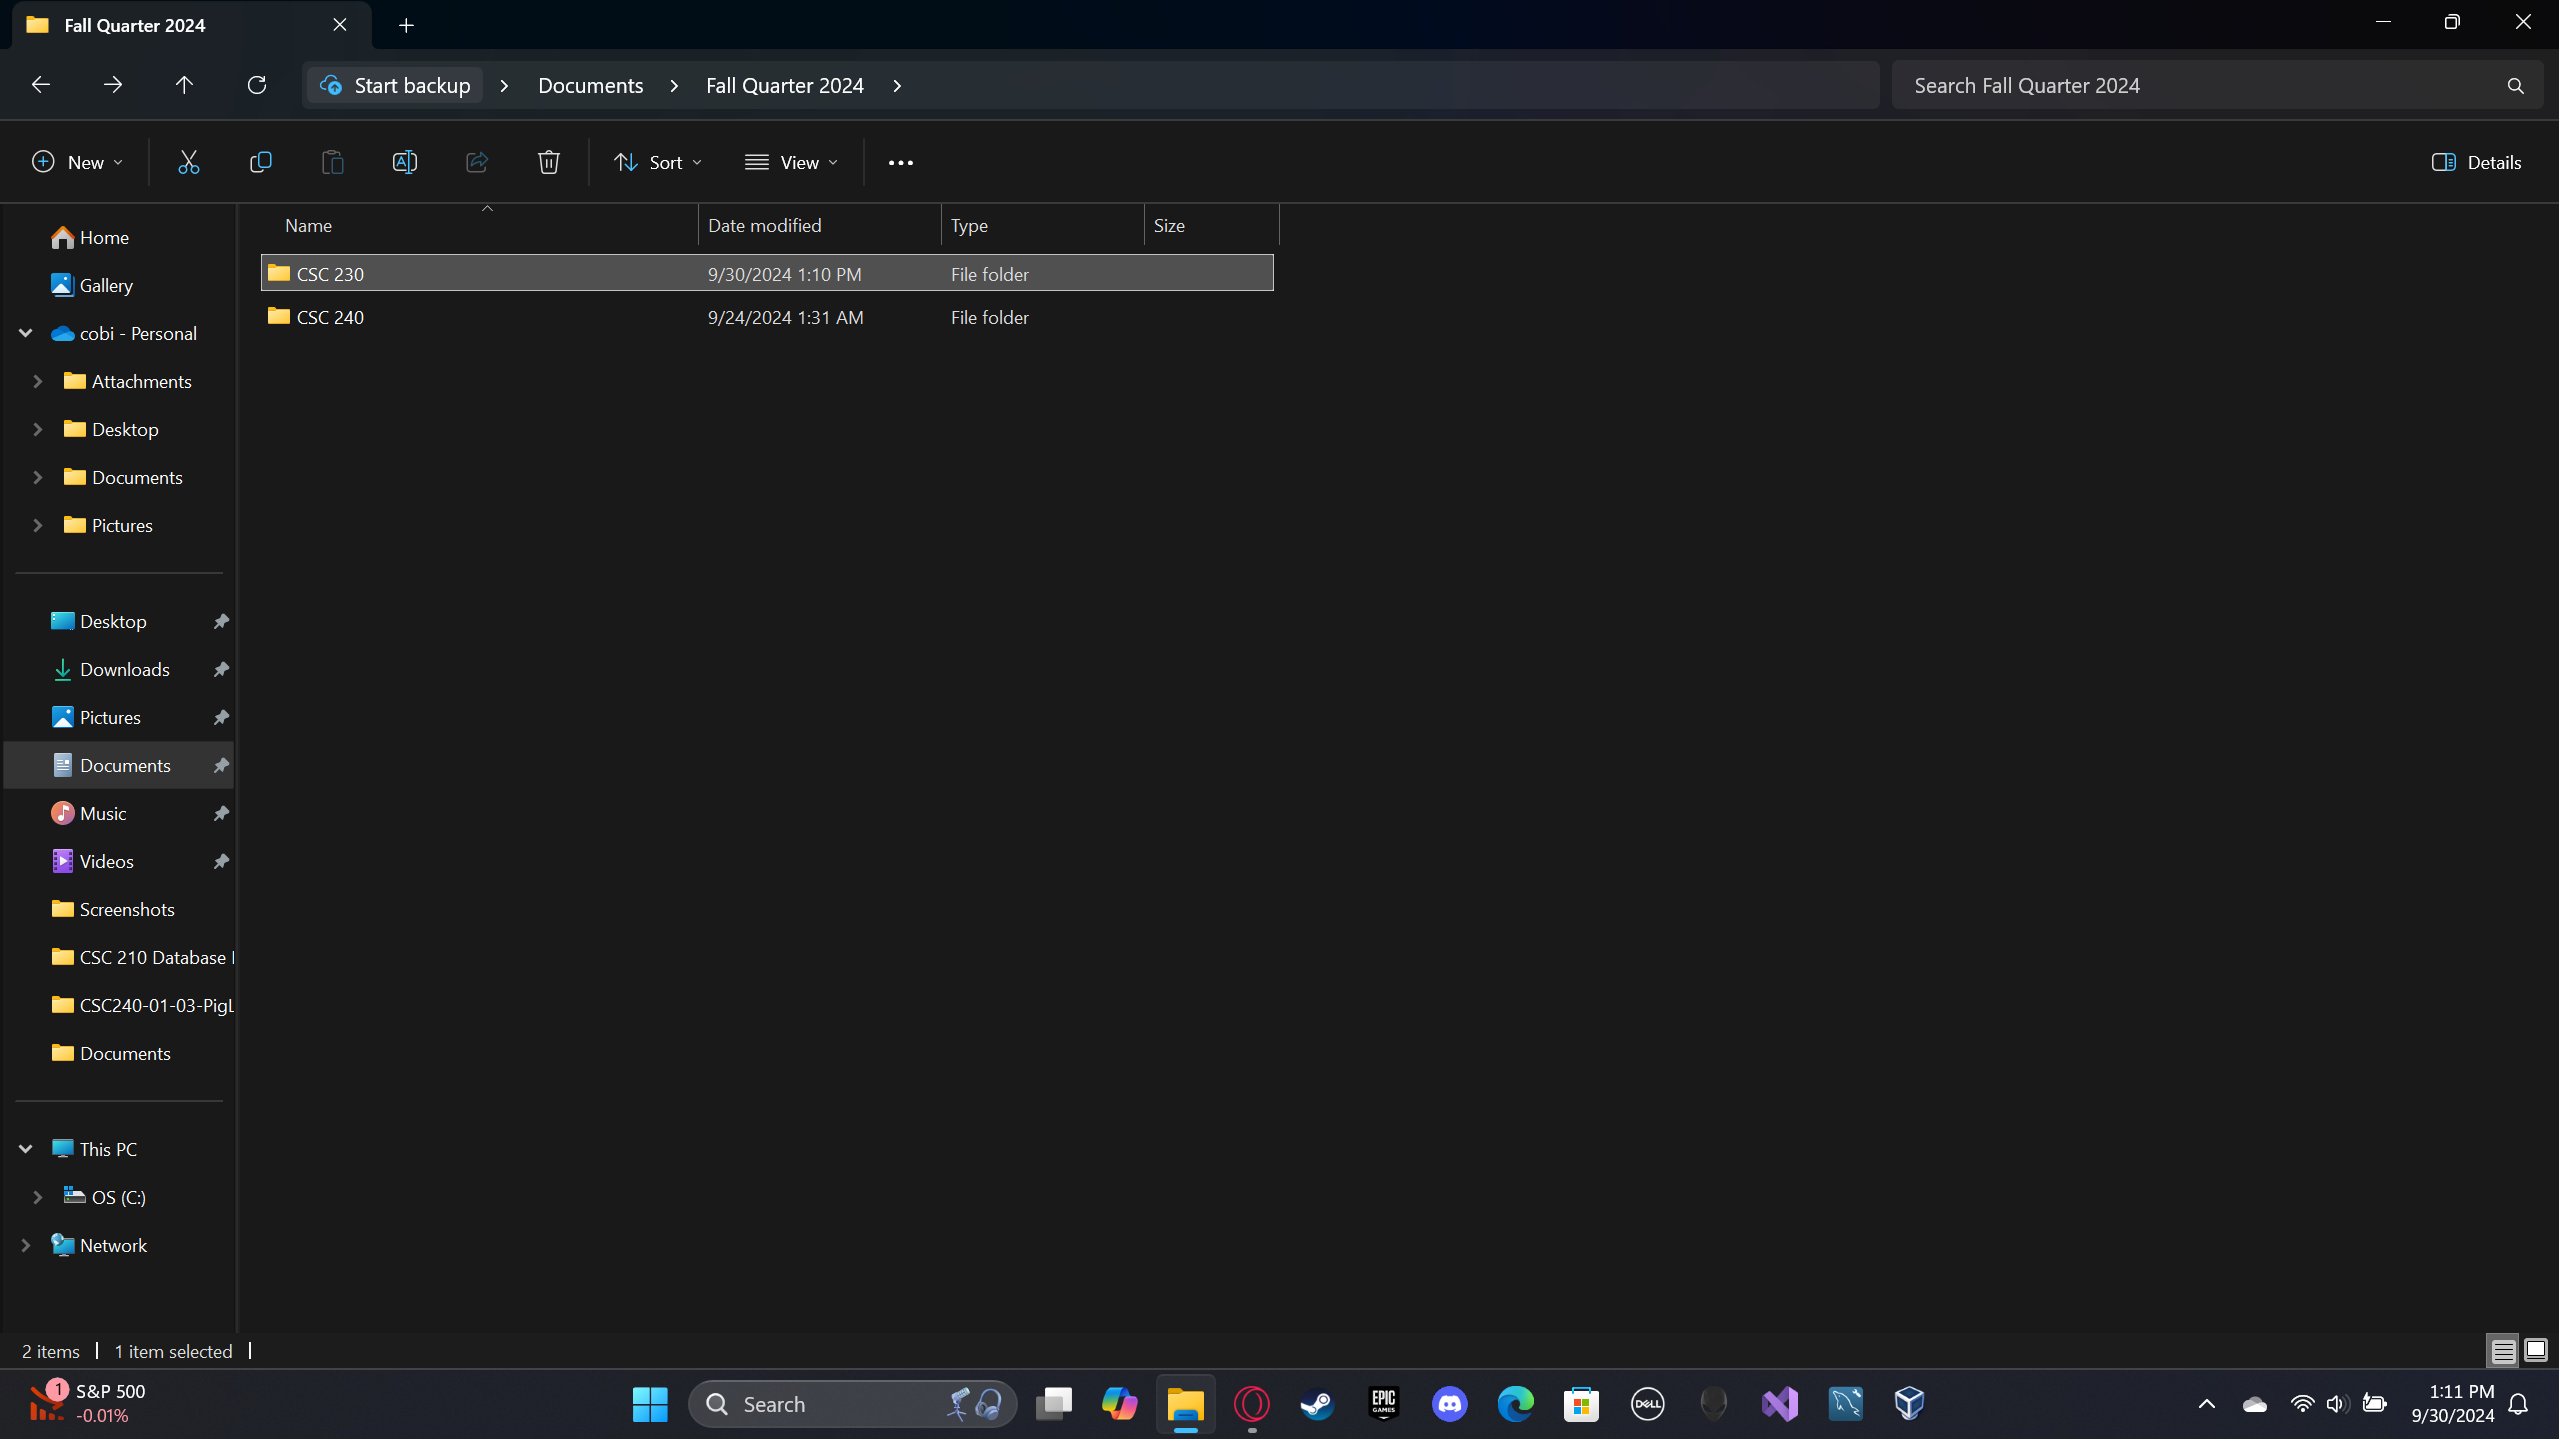 Fall Quarter 2024
Start backup
Documents
Fall Quarter 2024
Search Fall Quarter 2024
New
Sort
View
Details
Name
Date modified
Type
Size
CSC 230 9/30/2024 1:10 PM File folder
CSC 240 9/24/2024 1:31 AM File folder
Home
Gallery
cobi - Personal
Attachments
Desktop
Documents
Pictures
Desktop
Downloads
Pictures
Documents
Music
Videos
Screenshots
CSC 210 Database
CSC240-01-03-PigL
Documents
This PC
OS (C:)
Network
2 items
1 item selected
1
S&P 500
-0.01%
Search
EPIC
GAMES
DELL
1:11 PM
9/30/2024